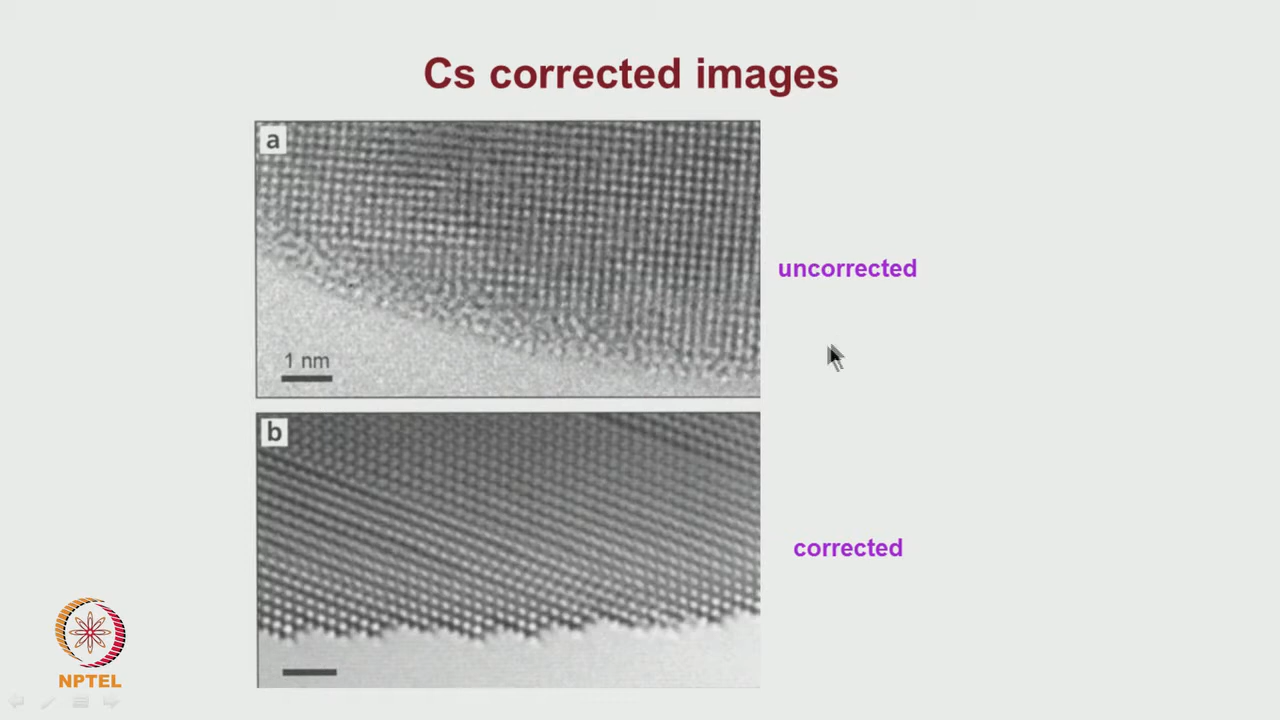 Cs corrected images
a
uncorrected
1 nm
b
corrected
NPTEL